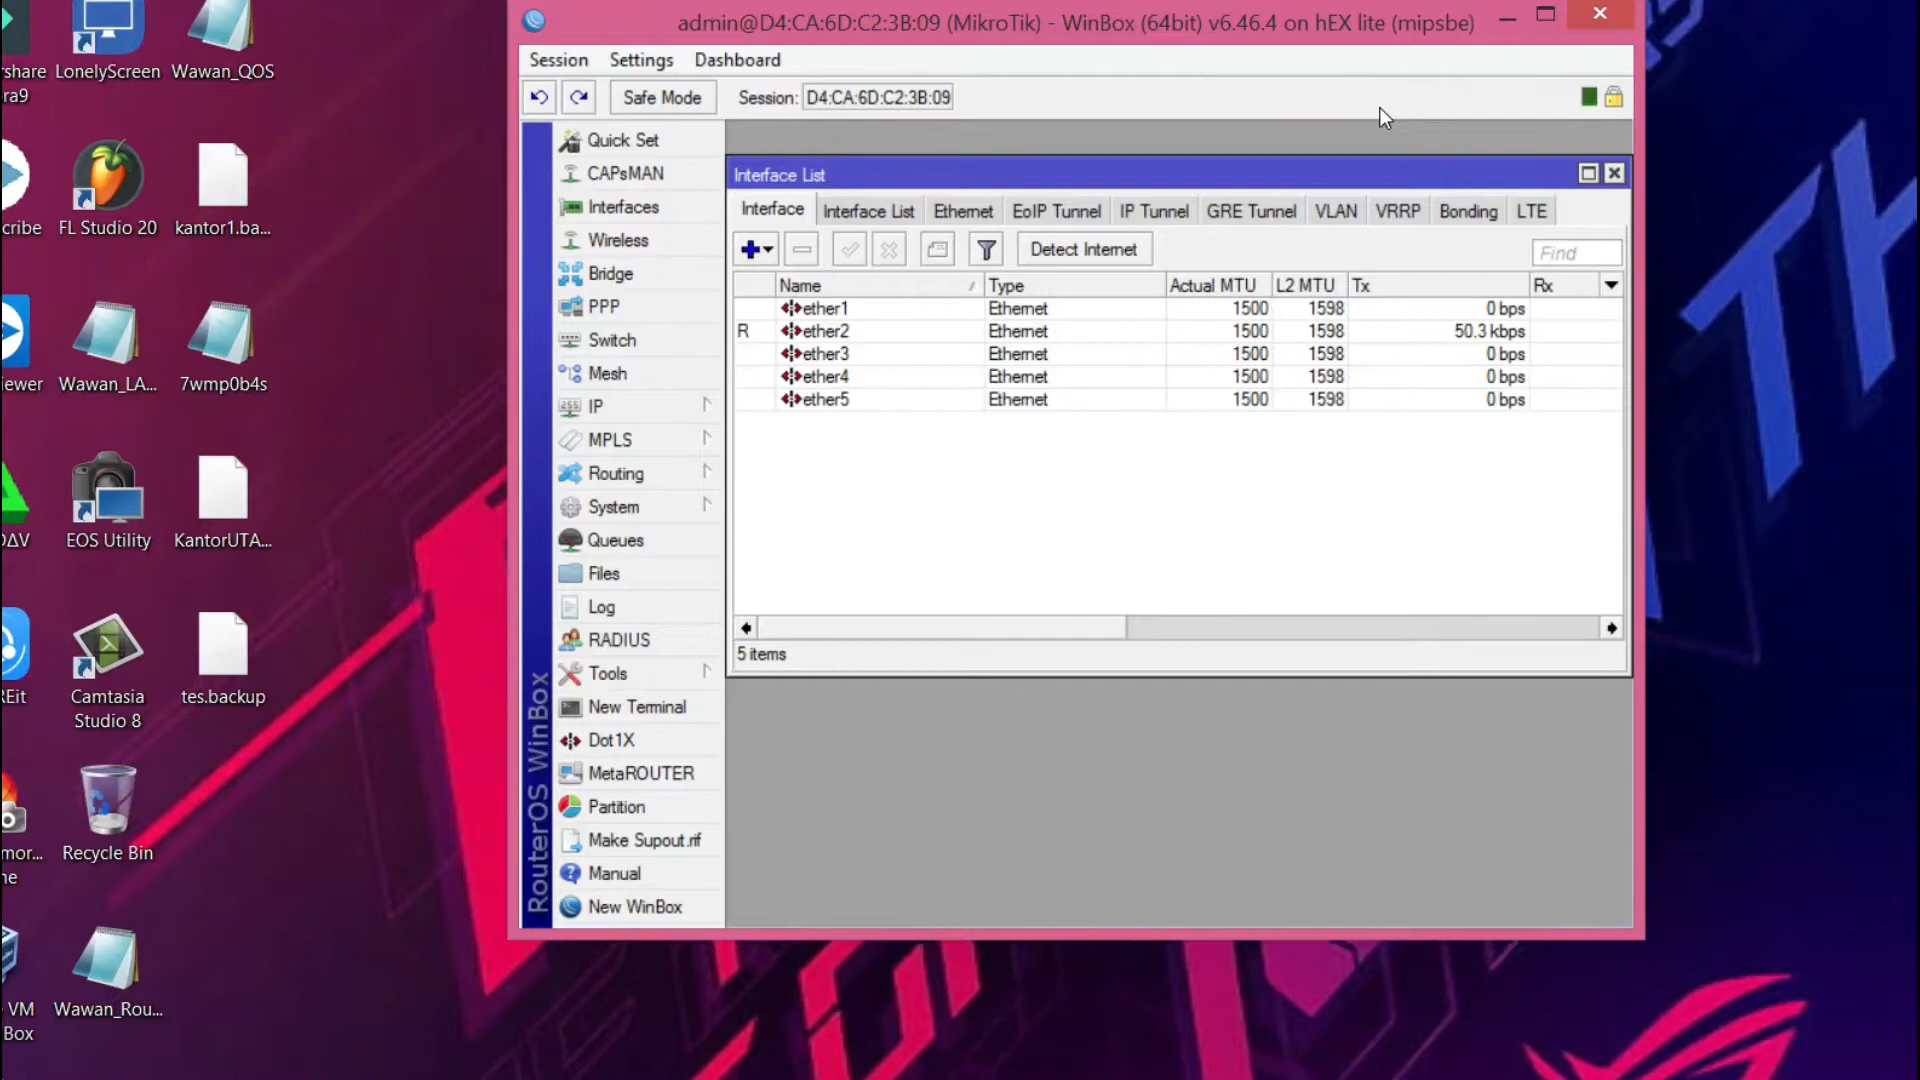 rshare
ra9
LonelyScreen
Wawan_QOS
cribe
FL Studio 20
kantor1.ba...
iewer
Wawan_LA...
7wmp0b4s
EOS Utility
KantorUTA...
REit
Camtasia
Studio 8
tes.backup
mor...
ne
Recycle Bin
VM
Box
Wawan_Rou...
admin@D4:CA:6D:C2:3B:09 (MikroTik) - WinBox (64bit) v6.46.4 on hEX lite (mipsbe)
Session Settings Dashboard
Safe Mode Session: D4:CA:6D:C2:3B:09
RouterOS WinBox
Quick Set
CAPsMAN
Interfaces
Wireless
Bridge
PPP
Switch
Mesh
IP
MPLS
Routing
System
Queues
Files
Log
RADIUS
Tools
New Terminal
Dot1X
MetaROUTER
Partition
Make Supout.rif
Manual
New WinBox
Interface List
Interface Interface List Ethernet EoIP Tunnel IP Tunnel GRE Tunnel VLAN VRRP Bonding LTE
Detect Internet Find
Name Type Actual MTU L2 MTU Tx Rx
ether1 Ethernet 1500 1598 0 bps
R ether2 Ethernet 1500 1598 50.3 kbps
ether3 Ethernet 1500 1598 0 bps
ether4 Ethernet 1500 1598 0 bps
ether5 Ethernet 1500 1598 0 bps
5 items